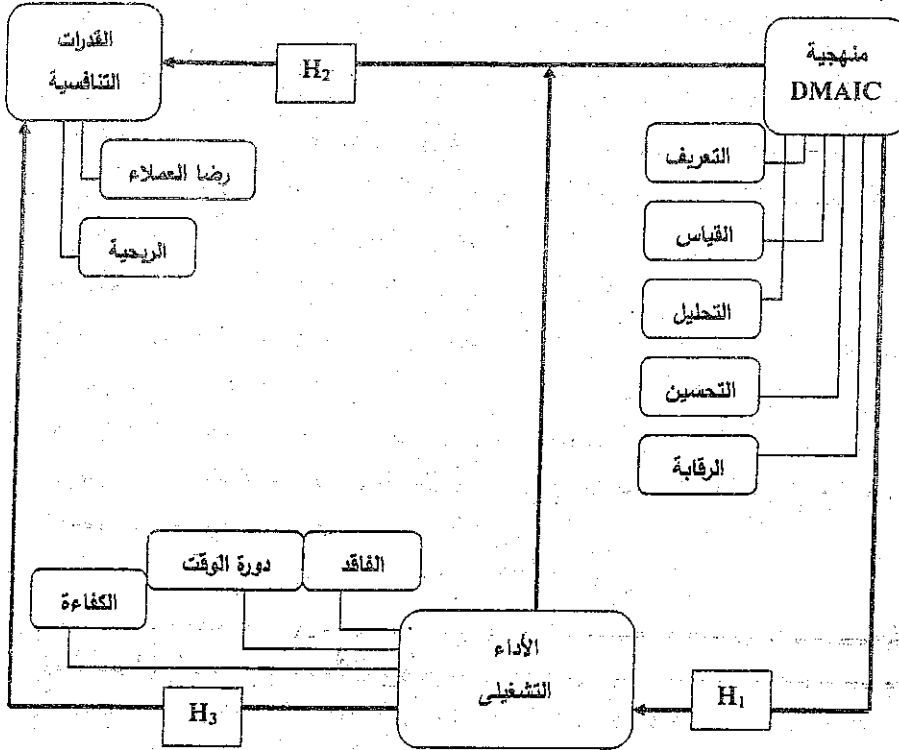 منهجية
DMAIC
H₂
القدرات
التنافسية
التعريف
القياس
التحليل
التحسين
الرقابة
رضا العملاء
الربحية
الفاقد
دورة الوقت
الكفاءة
الأداء
التشغيلى
H₁
H₃